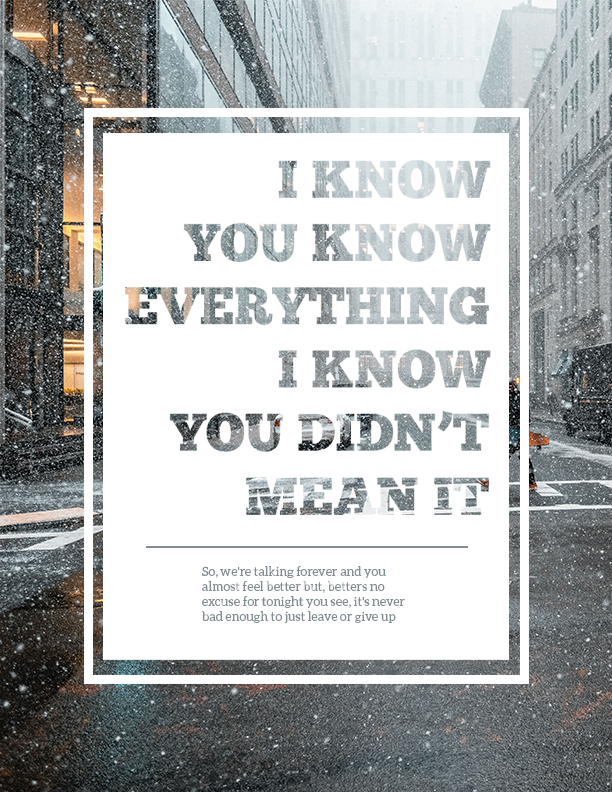 I KNOW
YOU KNOW
EVERYTHING
I KNOW
YOU DIDN'T
MEAN IT
So, we're talking forever and you
almost feel better but, betters no
excuse for tonight you see, it's never
bad enough to just leave or give up